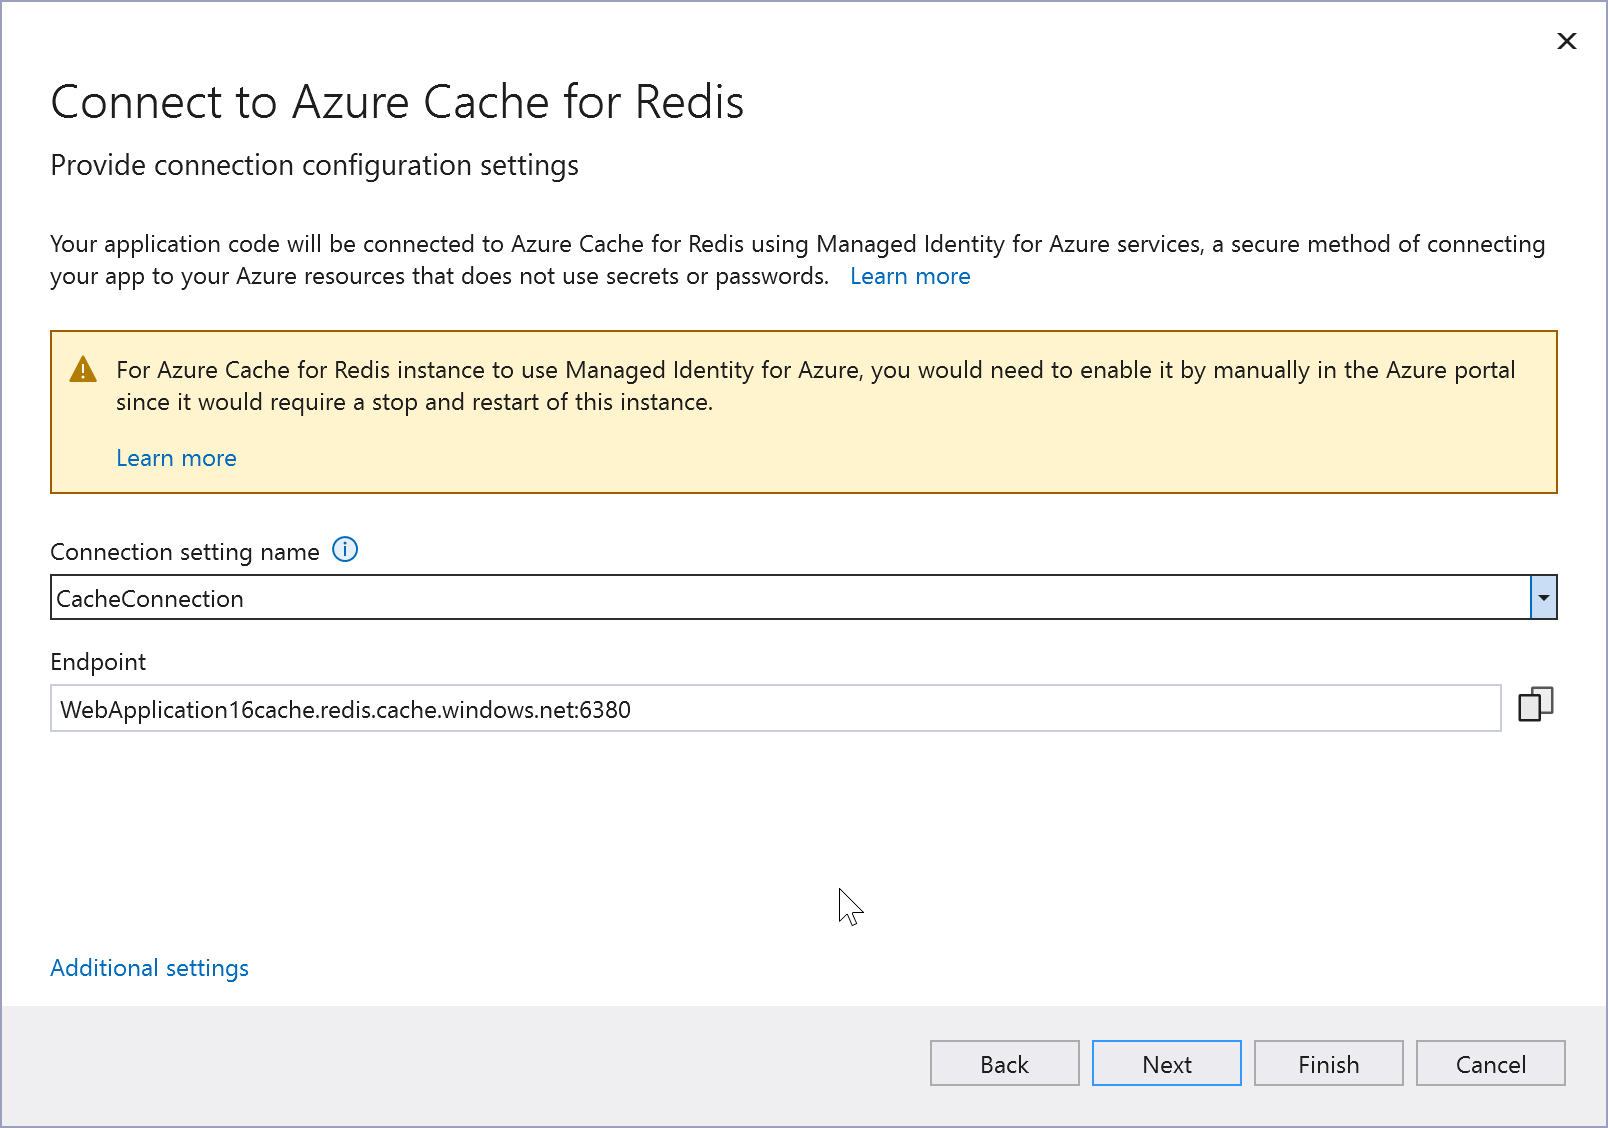 Connect to Azure Cache for Redis
Provide connection configuration settings
Your application code will be connected to Azure Cache for Redis using Managed Identity for Azure services, a secure method of connecting
your app to your Azure resources that does not use secrets or passwords. Learn more
For Azure Cache for Redis instance to use Managed Identity for Azure, you would need to enable it by manually in the Azure portal
since it would require a stop and restart of this instance.
Learn more
Connection setting name
CacheConnection
Endpoint
WebApplication16cache.redis.cache.windows.net:6380
Additional settings
Back Next Finish Cancel